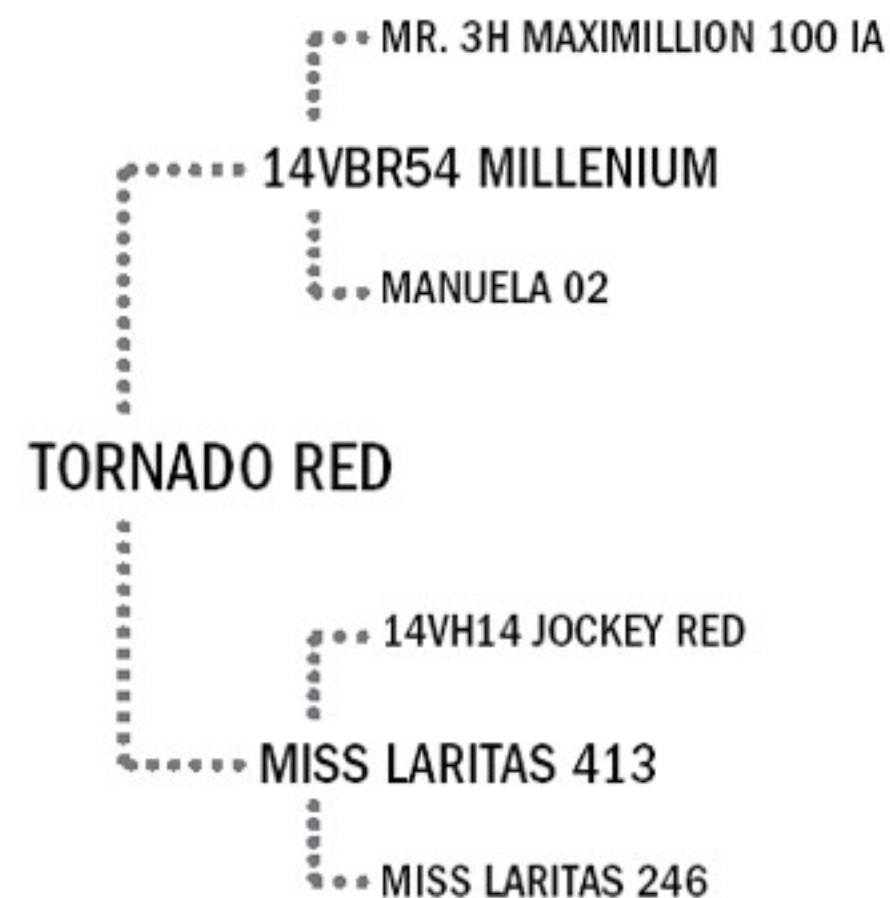 MR. 3H MAXIMILLION 100 IA
14VBR54 MILLENIUM
MANUELA 02
TORNADO RED
14VH14 JOCKEY RED
MISS LARITAS 413
MISS LARITAS 246